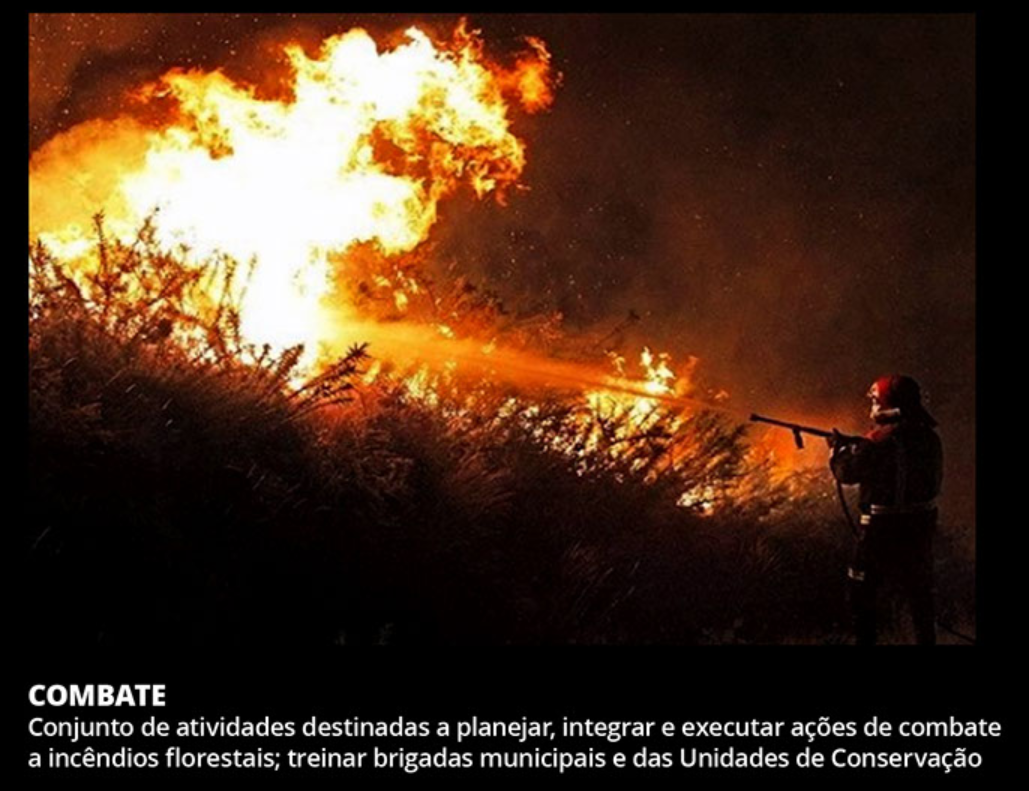 COMBATE
Conjunto de atividades destinadas a planejar, integrar e executar ações de combate
a incêndios florestais; treinar brigadas municipais e das Unidades de Conservação